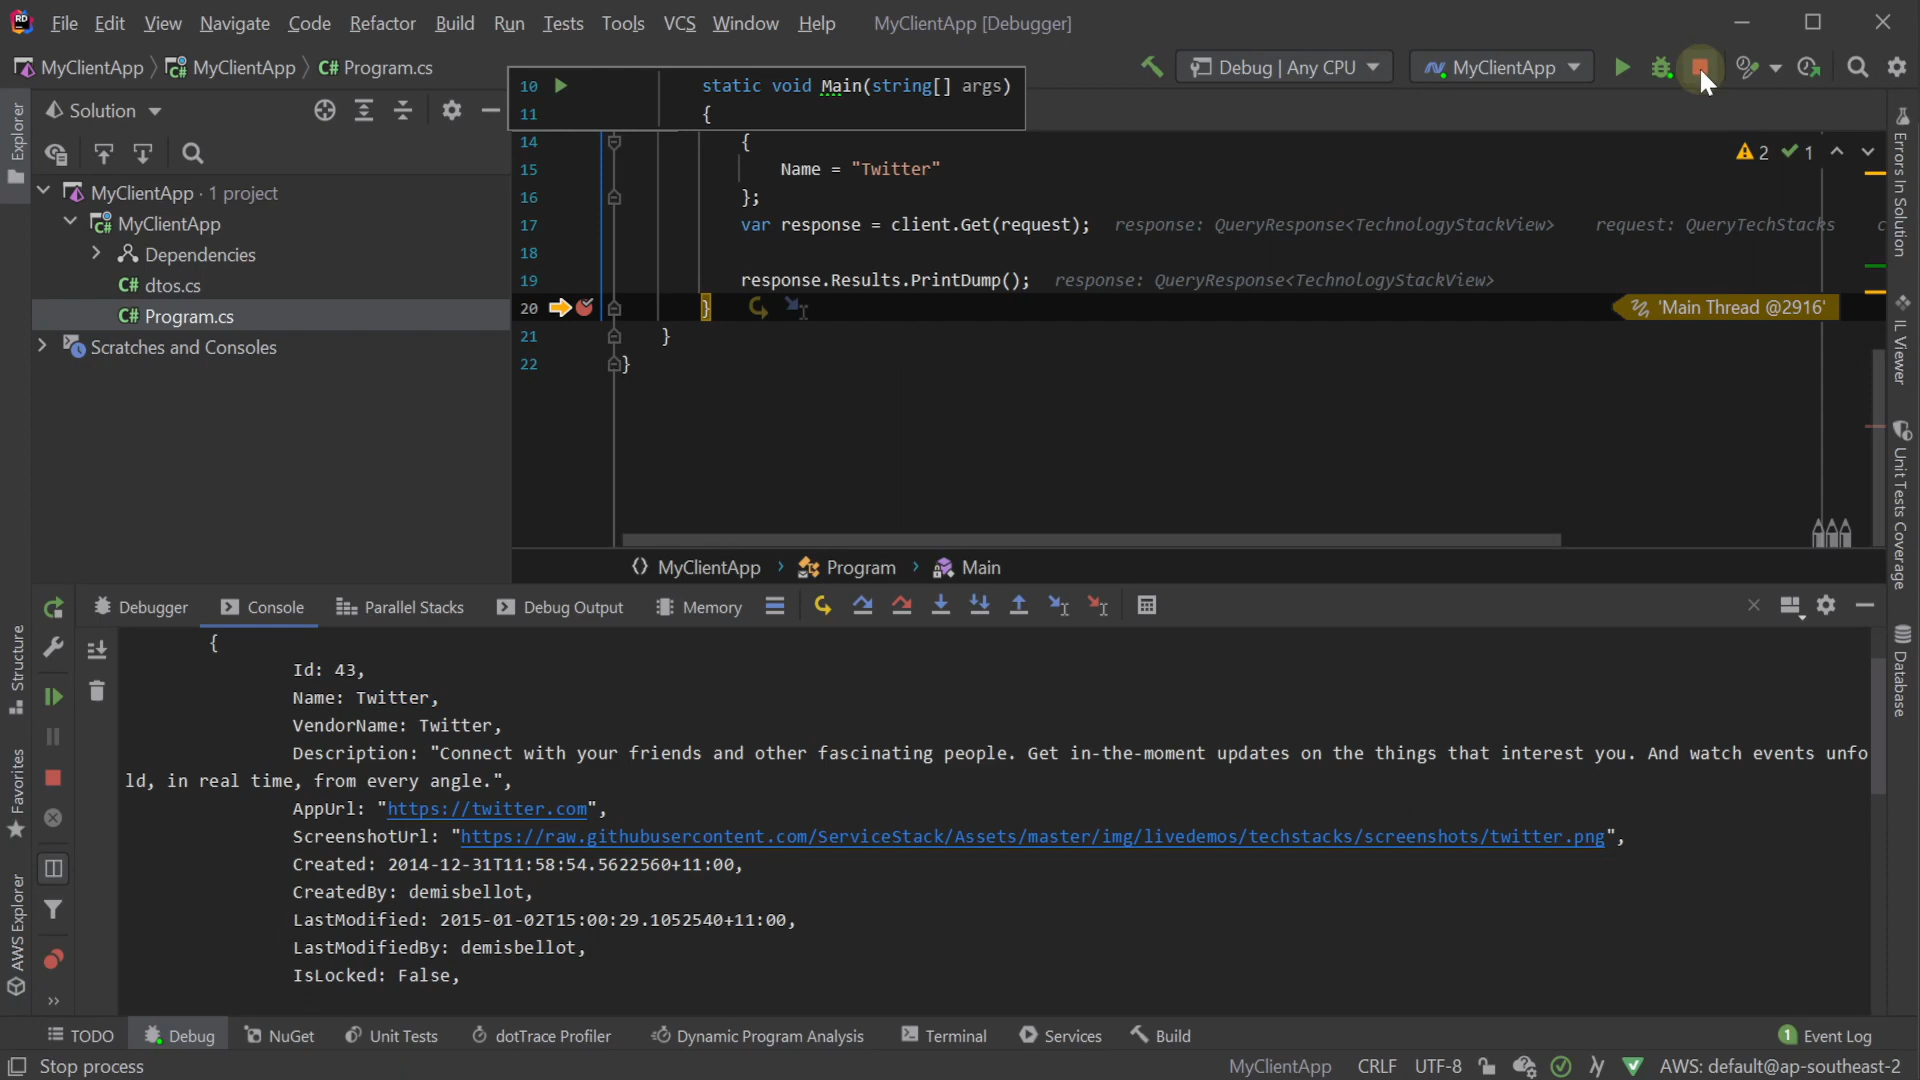 File Edit View Navigate Code Refactor Build Run Tests Tools VCS Window Help MyClientApp [Debugger]
MyClientApp MyClientApp C# Program.cs
Debug | Any CPU MyClientApp
Solution
Explorer
10 static void Main(string[] args)
11 {
14 {
15 Name = "Twitter"
16 };
17 var response = client.Get(request); response: QueryResponse<TechnologyStackView> request: QueryTechStacks c
18
19 response.Results.PrintDump(); response: QueryResponse<TechnologyStackView>
20 } 'Main Thread @2916'
21 }
22 }
2 1
MyClientApp · 1 project
MyClientApp
Dependencies
C# dtos.cs
C# Program.cs
Scratches and Consoles
Errors In Solution
IL Viewer
Unit Tests Coverage
Database
MyClientApp Program Main
Debugger Console Parallel Stacks Debug Output Memory
Structure
Favorites
AWS Explorer
{
Id: 43,
Name: Twitter,
VendorName: Twitter,
Description: "Connect with your friends and other fascinating people. Get in-the-moment updates on the things that interest you. And watch events unfo
ld, in real time, from every angle.",
AppUrl: "https://twitter.com",
ScreenshotUrl: "https://raw.githubusercontent.com/ServiceStack/Assets/master/img/livedemos/techstacks/screenshots/twitter.png",
Created: 2014-12-31T11:58:54.5622560+11:00,
CreatedBy: demisbellot,
LastModified: 2015-01-02T15:00:29.1052540+11:00,
LastModifiedBy: demisbellot,
IsLocked: False,
TODO Debug NuGet Unit Tests dotTrace Profiler Dynamic Program Analysis Terminal Services Build 1 Event Log
Stop process MyClientApp CRLF UTF-8 AWS: default@ap-southeast-2